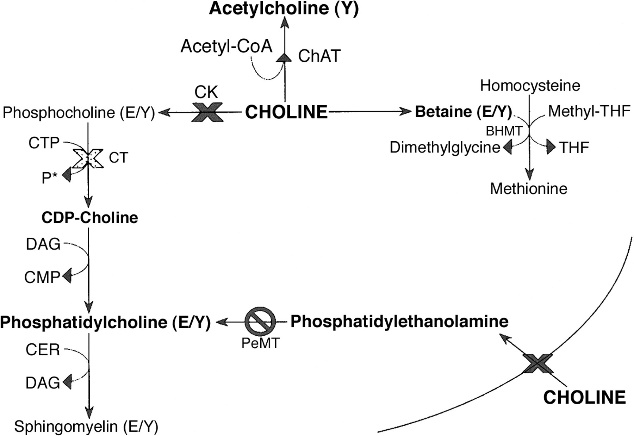 Acetylcholine (Y)
Acetyl-CoA
ChAT
Homocysteine
CK
Phosphocholine (E/Y)
CHOLINE
Betaine (E/Y)
Methyl-THF
BHMT
CTP
CT
Dimethylglycine
THF
P*
Methionine
CDP-Choline
DAG
CMP
Phosphatidylcholine (E/Y)
Phosphatidylethanolamine
PeMT
CER
DAG
CHOLINE
Sphingomyelin (E/Y)